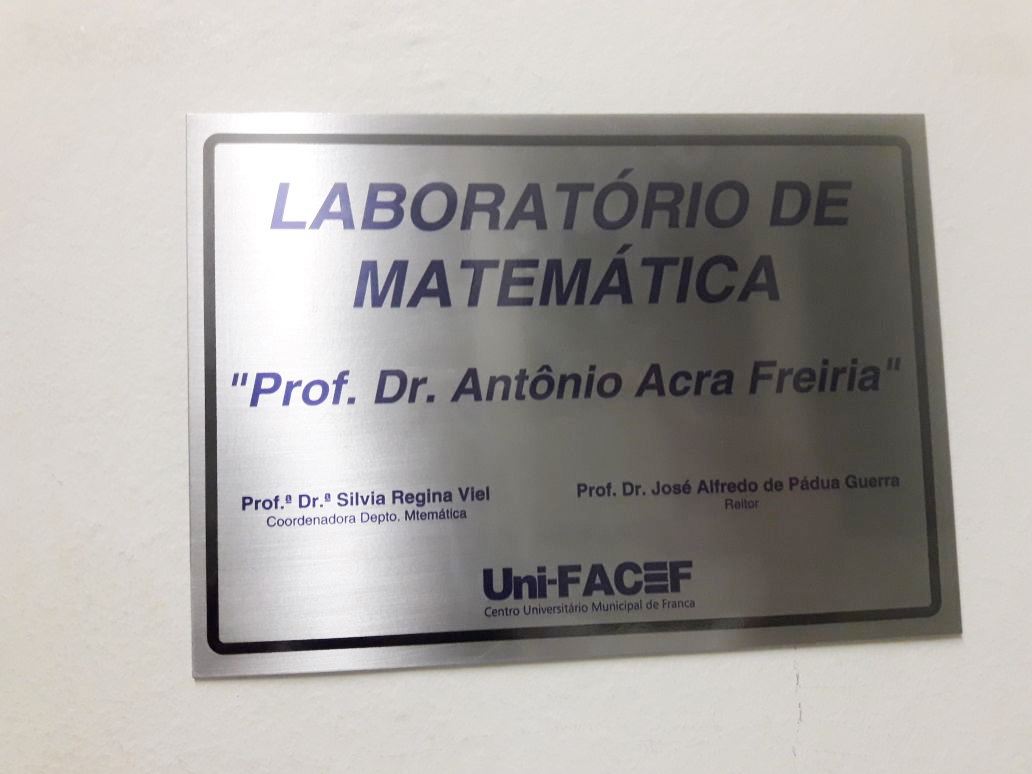 LABORATÓRIO DE
MATEMÁTICA
"Prof. Dr. Antônio Acra Freiria"
Prof.ª Dr.ª Silvia Regina Viel
Coordenadora Depto. Mtemática
Prof. Dr. José Alfredo de Pádua Guerra
Reitor
Uni-FACEF
Centro Universitário Municipal de Franca